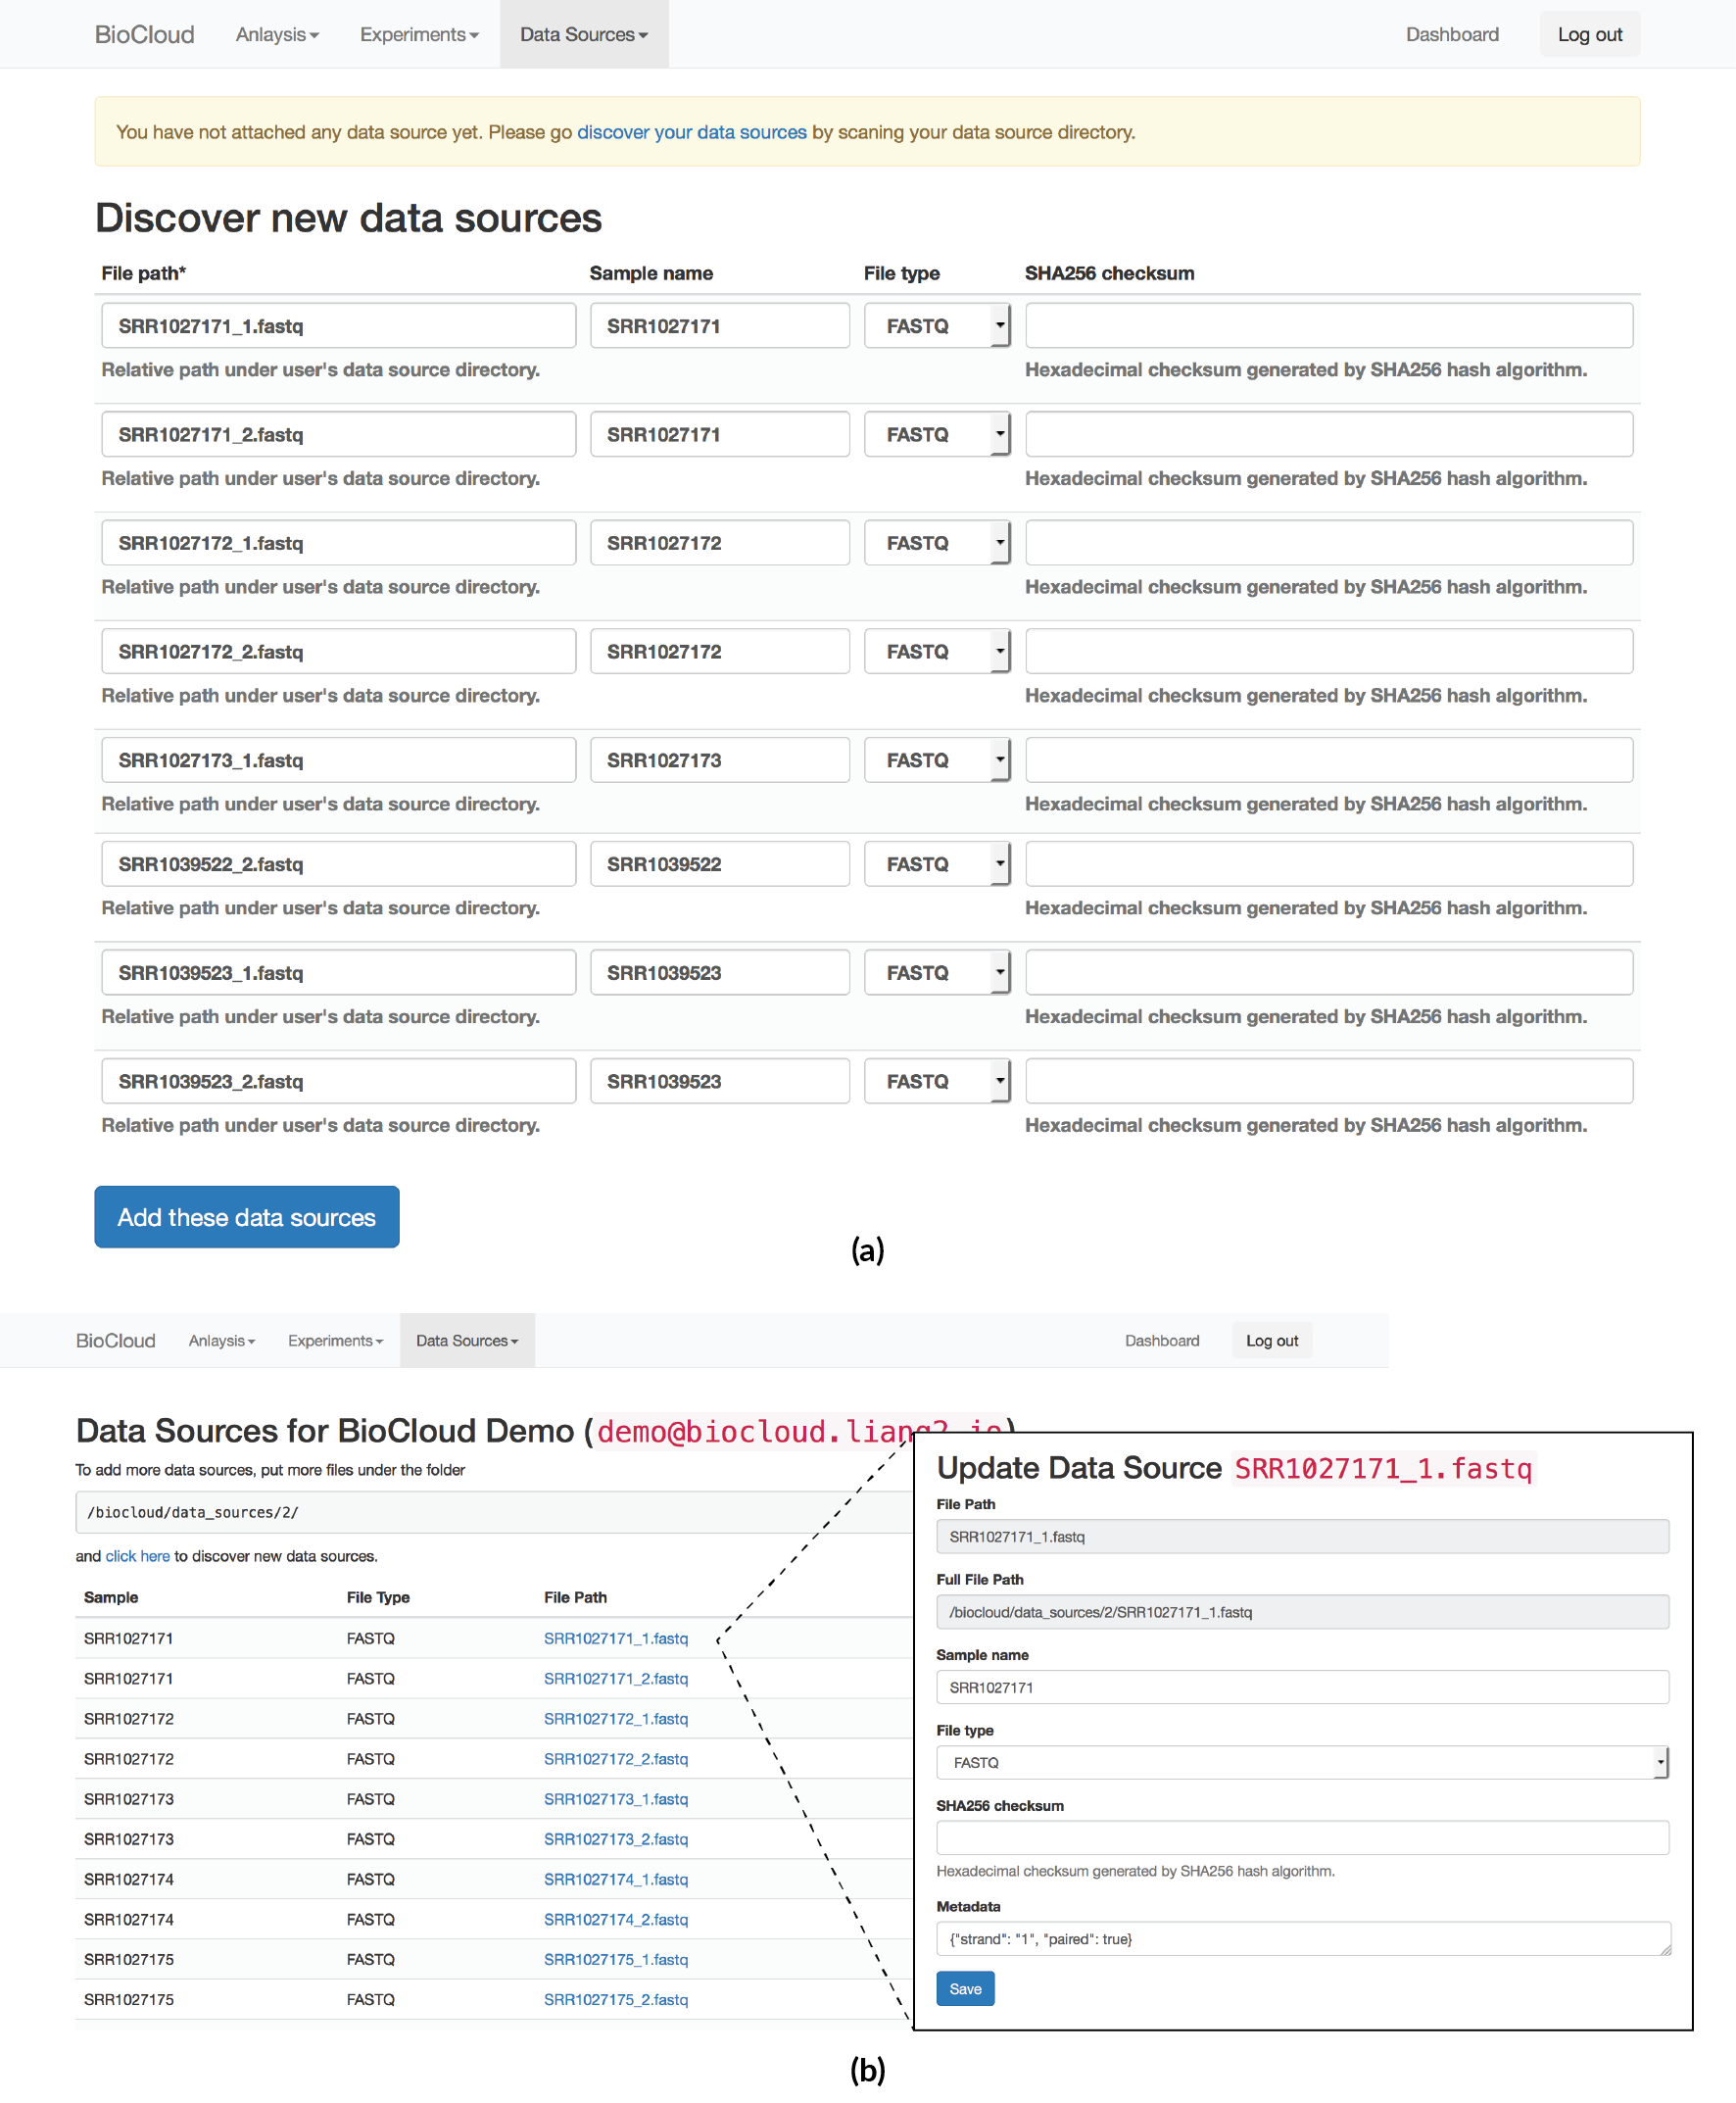 BioCloud Anlaysis Experiments Data Sources Dashboard Log out
You have not attached any data source yet. Please go discover your data sources by scaning your data source directory.
Discover new data sources
File path* Sample name File type SHA256 checksum
SRR1027171_1.fastq SRR1027171 FASTQ
Relative path under user's data source directory. Hexadecimal checksum generated by SHA256 hash algorithm.
SRR1027171_2.fastq SRR1027171 FASTQ
Relative path under user's data source directory. Hexadecimal checksum generated by SHA256 hash algorithm.
SRR1027172_1.fastq SRR1027172 FASTQ
Relative path under user's data source directory. Hexadecimal checksum generated by SHA256 hash algorithm.
SRR1027172_2.fastq SRR1027172 FASTQ
Relative path under user's data source directory. Hexadecimal checksum generated by SHA256 hash algorithm.
SRR1027173_1.fastq SRR1027173 FASTQ
Relative path under user's data source directory. Hexadecimal checksum generated by SHA256 hash algorithm.
SRR1039522_2.fastq SRR1039522 FASTQ
Relative path under user's data source directory. Hexadecimal checksum generated by SHA256 hash algorithm.
SRR1039523_1.fastq SRR1039523 FASTQ
Relative path under user's data source directory. Hexadecimal checksum generated by SHA256 hash algorithm.
SRR1039523_2.fastq SRR1039523 FASTQ
Relative path under user's data source directory. Hexadecimal checksum generated by SHA256 hash algorithm.
Add these data sources
(a)
BioCloud Anlaysis Experiments Data Sources Dashboard Log out
Data Sources for BioCloud Demo (demo@biocloud.liang2.io)
To add more data sources, put more files under the folder
/biocloud/data_sources/2/
and click here to discover new data sources.
Sample File Type File Path
SRR1027171 FASTQ SRR1027171_1.fastq
SRR1027171 FASTQ SRR1027171_2.fastq
SRR1027172 FASTQ SRR1027172_1.fastq
SRR1027172 FASTQ SRR1027172_2.fastq
SRR1027173 FASTQ SRR1027173_1.fastq
SRR1027173 FASTQ SRR1027173_2.fastq
SRR1027174 FASTQ SRR1027174_1.fastq
SRR1027174 FASTQ SRR1027174_2.fastq
SRR1027175 FASTQ SRR1027175_1.fastq
SRR1027175 FASTQ SRR1027175_2.fastq
Update Data Source SRR1027171_1.fastq
File Path
SRR1027171_1.fastq
Full File Path
/biocloud/data_sources/2/SRR1027171_1.fastq
Sample name
SRR1027171
File type
FASTQ
SHA256 checksum
Hexadecimal checksum generated by SHA256 hash algorithm.
Metadata
{"strand": "1", "paired": true}
Save
(b)